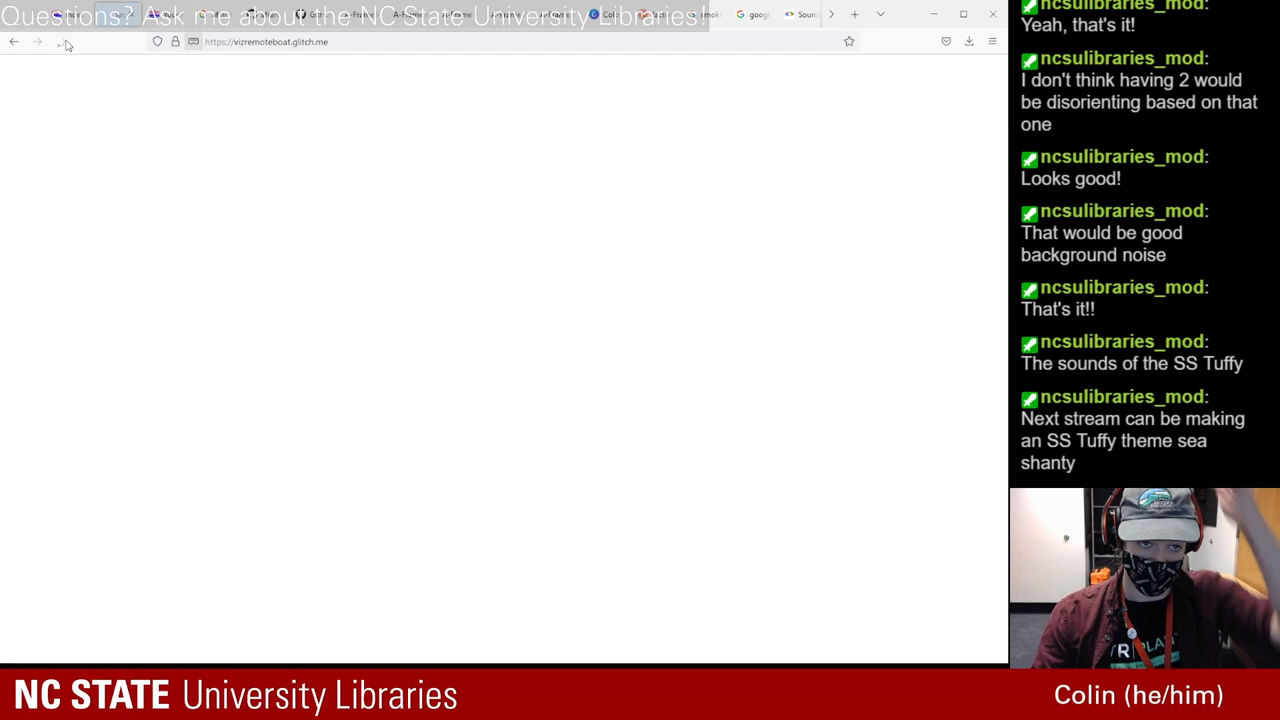 Questions? Ask me about the NC State University Libraries!
https://vizremoteboat.glitch.me
ncsulibraries_mod:
Yeah, that's it!
ncsulibraries_mod:
I don't think having 2 would
be disorienting based on that
one
ncsulibraries_mod:
Looks good!
ncsulibraries_mod:
That would be good
background noise
ncsulibraries_mod:
That's it!!
ncsulibraries_mod:
The sounds of the SS Tuffy
ncsulibraries_mod:
Next stream can be making
an SS Tuffy theme sea
shanty
NC STATE University Libraries
Colin (he/him)